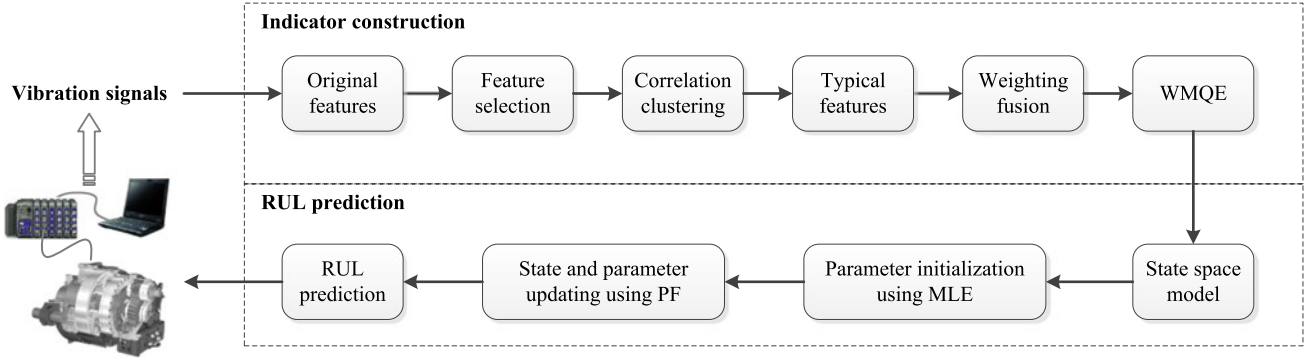 Indicator construction
Vibration signals
Original
features
Feature
selection
Correlation
clustering
Typical
features
Weighting
fusion
WMQE
RUL prediction
RUL
prediction
State and parameter
updating using PF
Parameter initialization
using MLE
State space
model